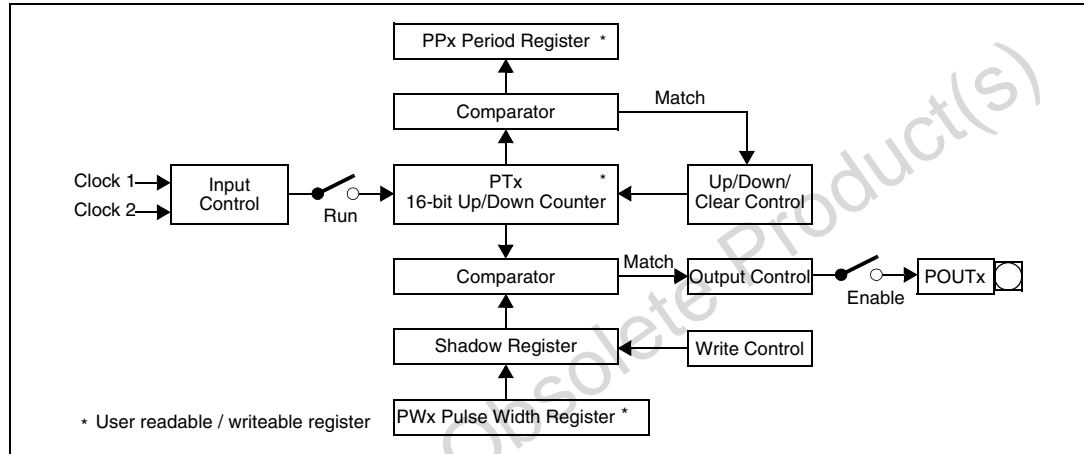 PPx Period Register *
Comparator
Match
Clock 1
Clock 2
Input
Control
Run
PTx *
16-bit Up/Down Counter
Up/Down/
Clear Control
Comparator
Match
Output Control
Enable
POUTx
Shadow Register
Write Control
PWx Pulse Width Register *
* User readable / writeable register
Obsolete Product(s)